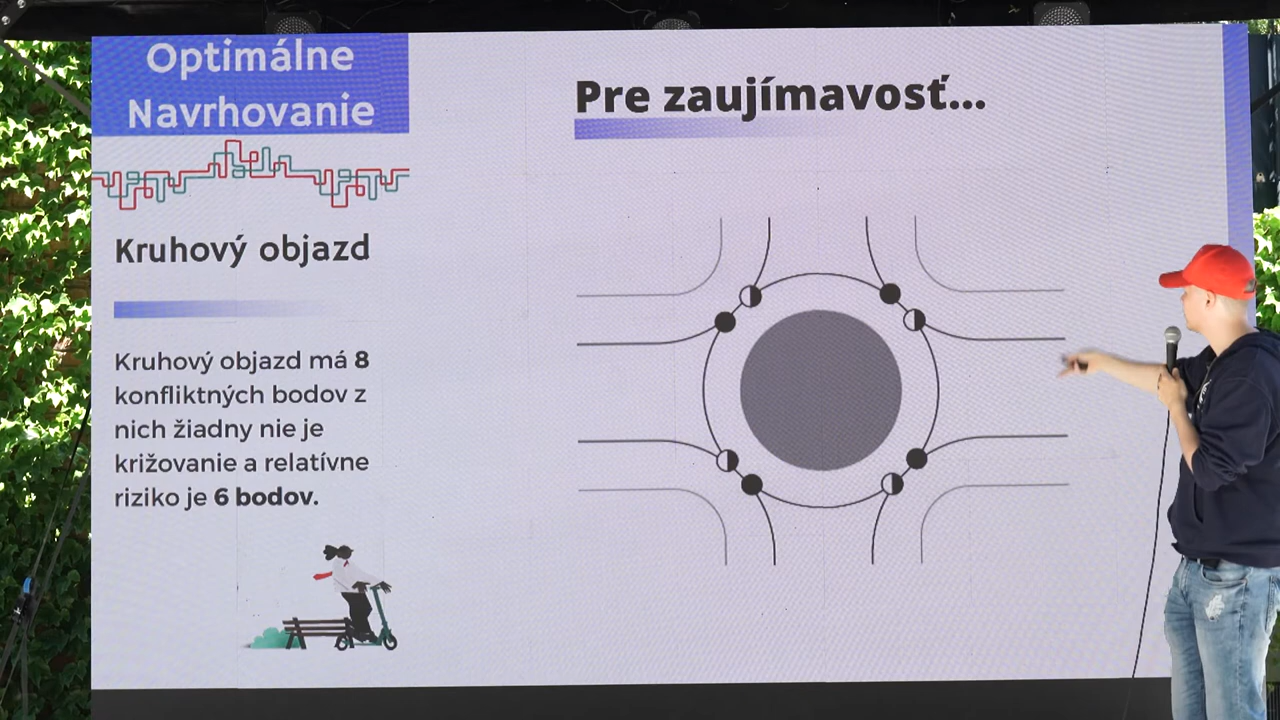 Optimálne
Navrhovanie
Kruhový objazd
Kruhový objazd má 8
konfliktných bodov z
nich žiadny nie je
križovanie a relatívne
riziko je 6 bodov.
Pre zaujímavosť...